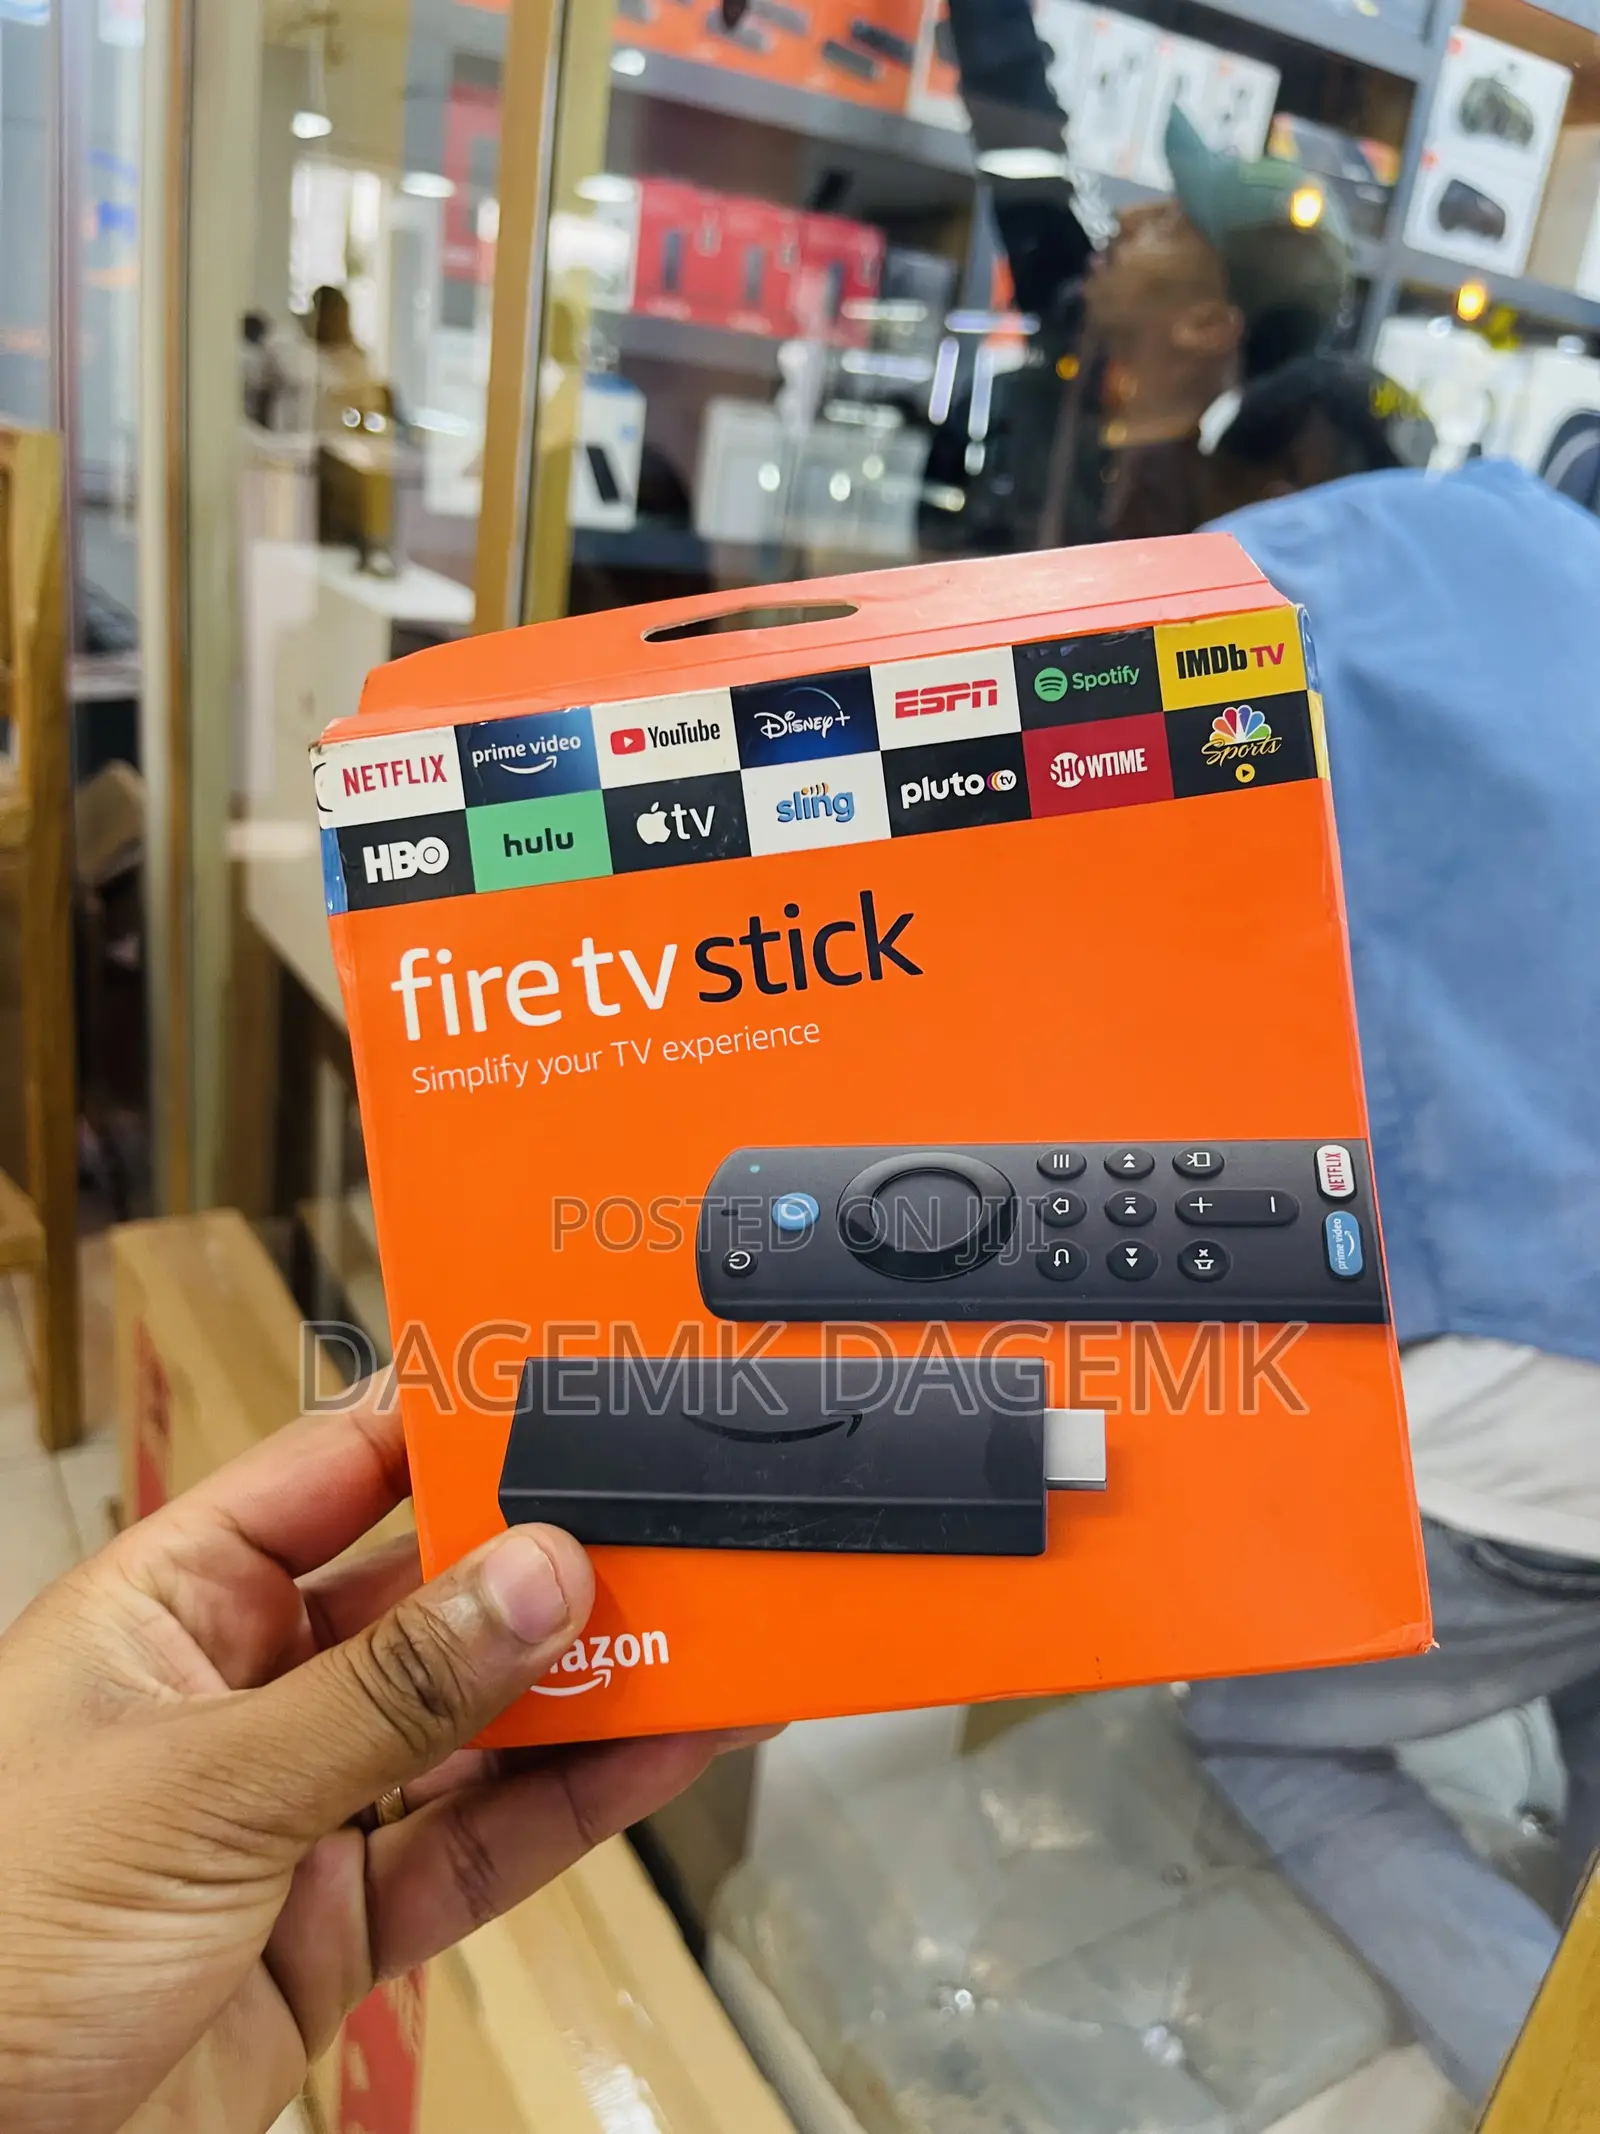 NETFLIX prime video YouTube Disney+ ESPN Spotify IMDb TV
HBO hulu tv sling pluto tv SHOWTIME Sports
fire tv stick
Simplify your TV experience
NETFLIX
prime video
POSTED ON JIJI
DAGEMK DAGEMK
azon